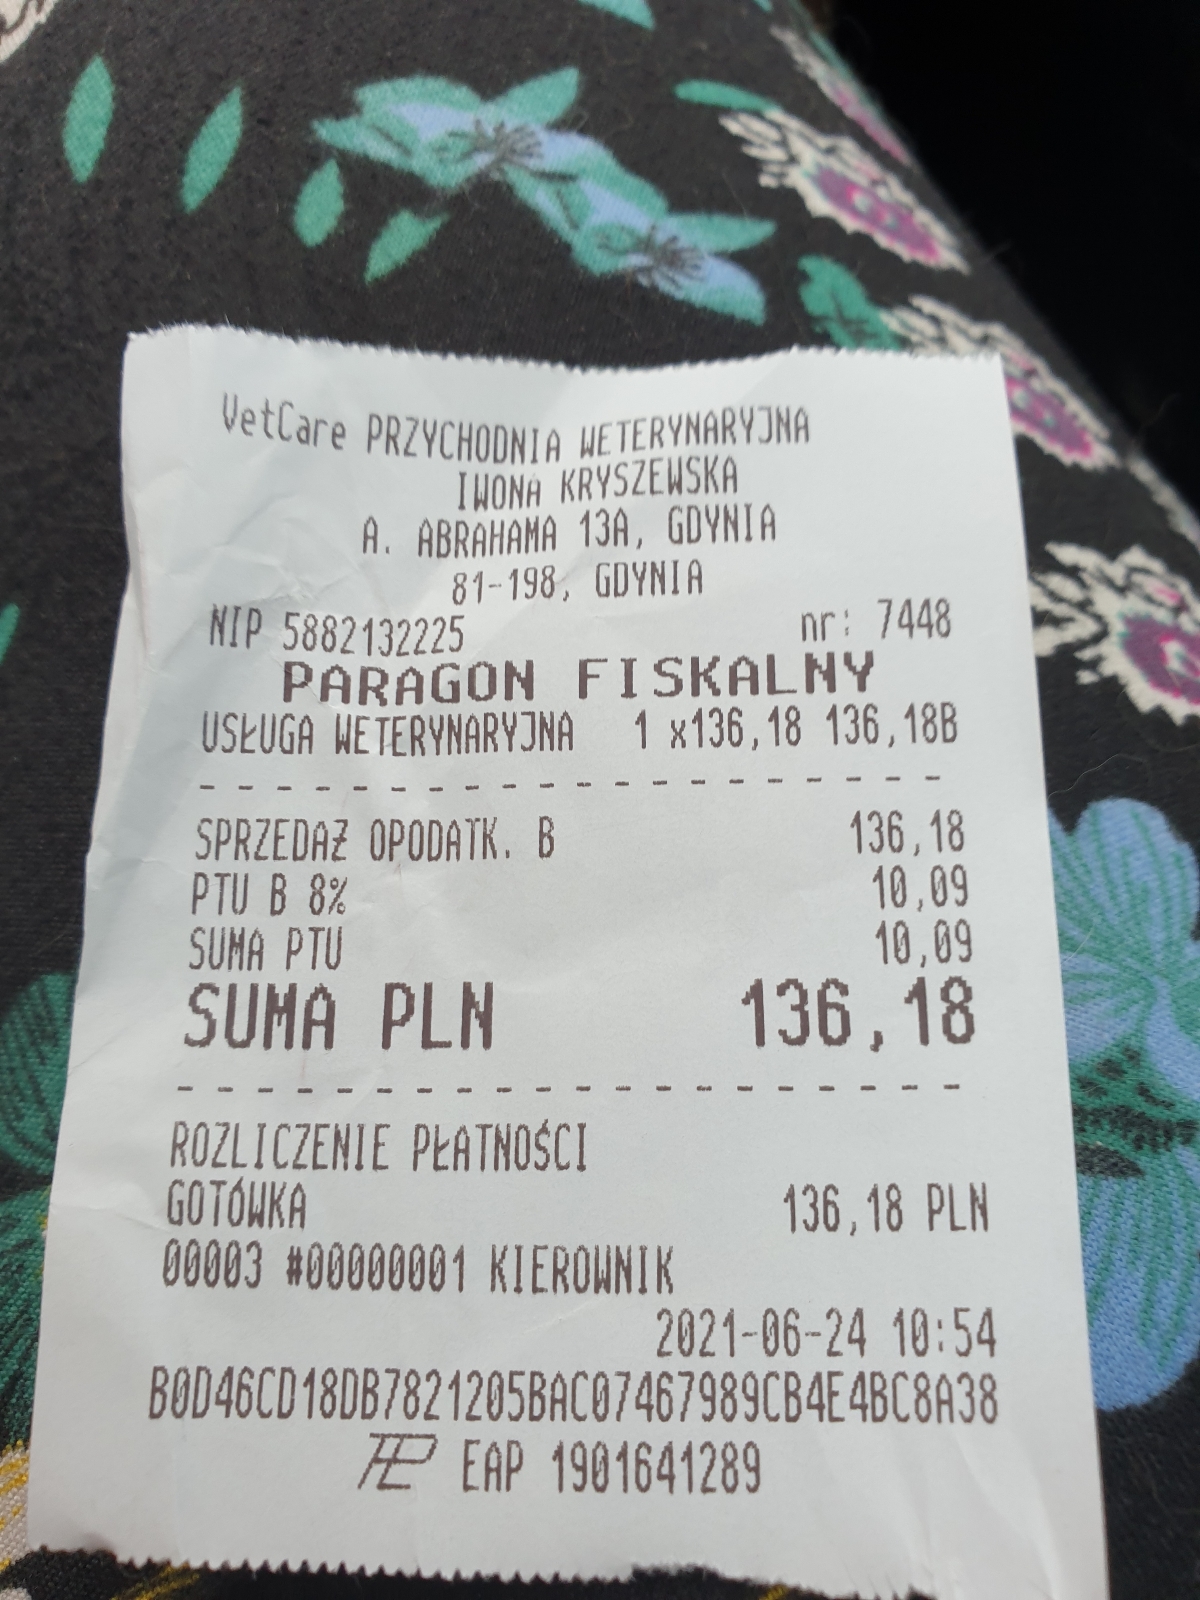 VetCare PRZYCHODNIA WETERYNARYJNA
IWONA KRYSZEWSKA
A. ABRAHAMA 13A, GDYNIA
81-198, GDYNIA
NIP 5882132225 nr: 7448
PARAGON FISKALNY
USŁUGA WETERYNARYJNA 1 x136,18 136,18B
SPRZEDAŻ OPODATK. B 136,18
PTU B 8% 10,09
SUMA PTU 10,09
SUMA PLN 136,18
ROZLICZENIE PŁATNOŚCI
GOTÓWKA 136,18 PLN
00003 #00000001 KIEROWNIK
2021-06-24 10:54
B0D46CD18DB7821205BAC07467989CB4E4BC8A38
EAP 1901641289